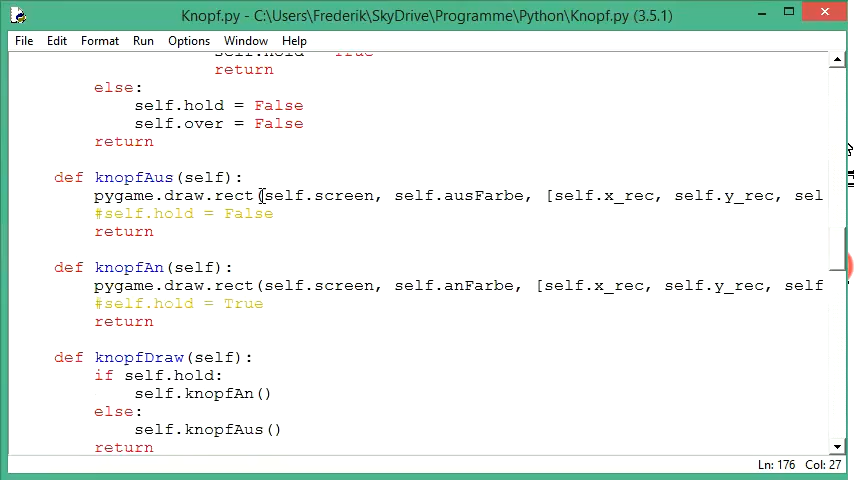 Knopf.py - C:\Users\Frederik\SkyDrive\Programme\Python\Knopf.py (3.5.1)
File Edit Format Run Options Window Help
return
else:
self.hold = False
self.over = False
return
def knopfAus(self):
pygame.draw.rect(self.screen, self.ausFarbe, [self.x_rec, self.y_rec, sel
#self.hold = False
return
def knopfAn(self):
pygame.draw.rect(self.screen, self.anFarbe, [self.x_rec, self.y_rec, self
#self.hold = True
return
def knopfDraw(self):
if self.hold:
self.knopfAn()
else:
self.knopfAus()
return
Ln: 176 Col: 27